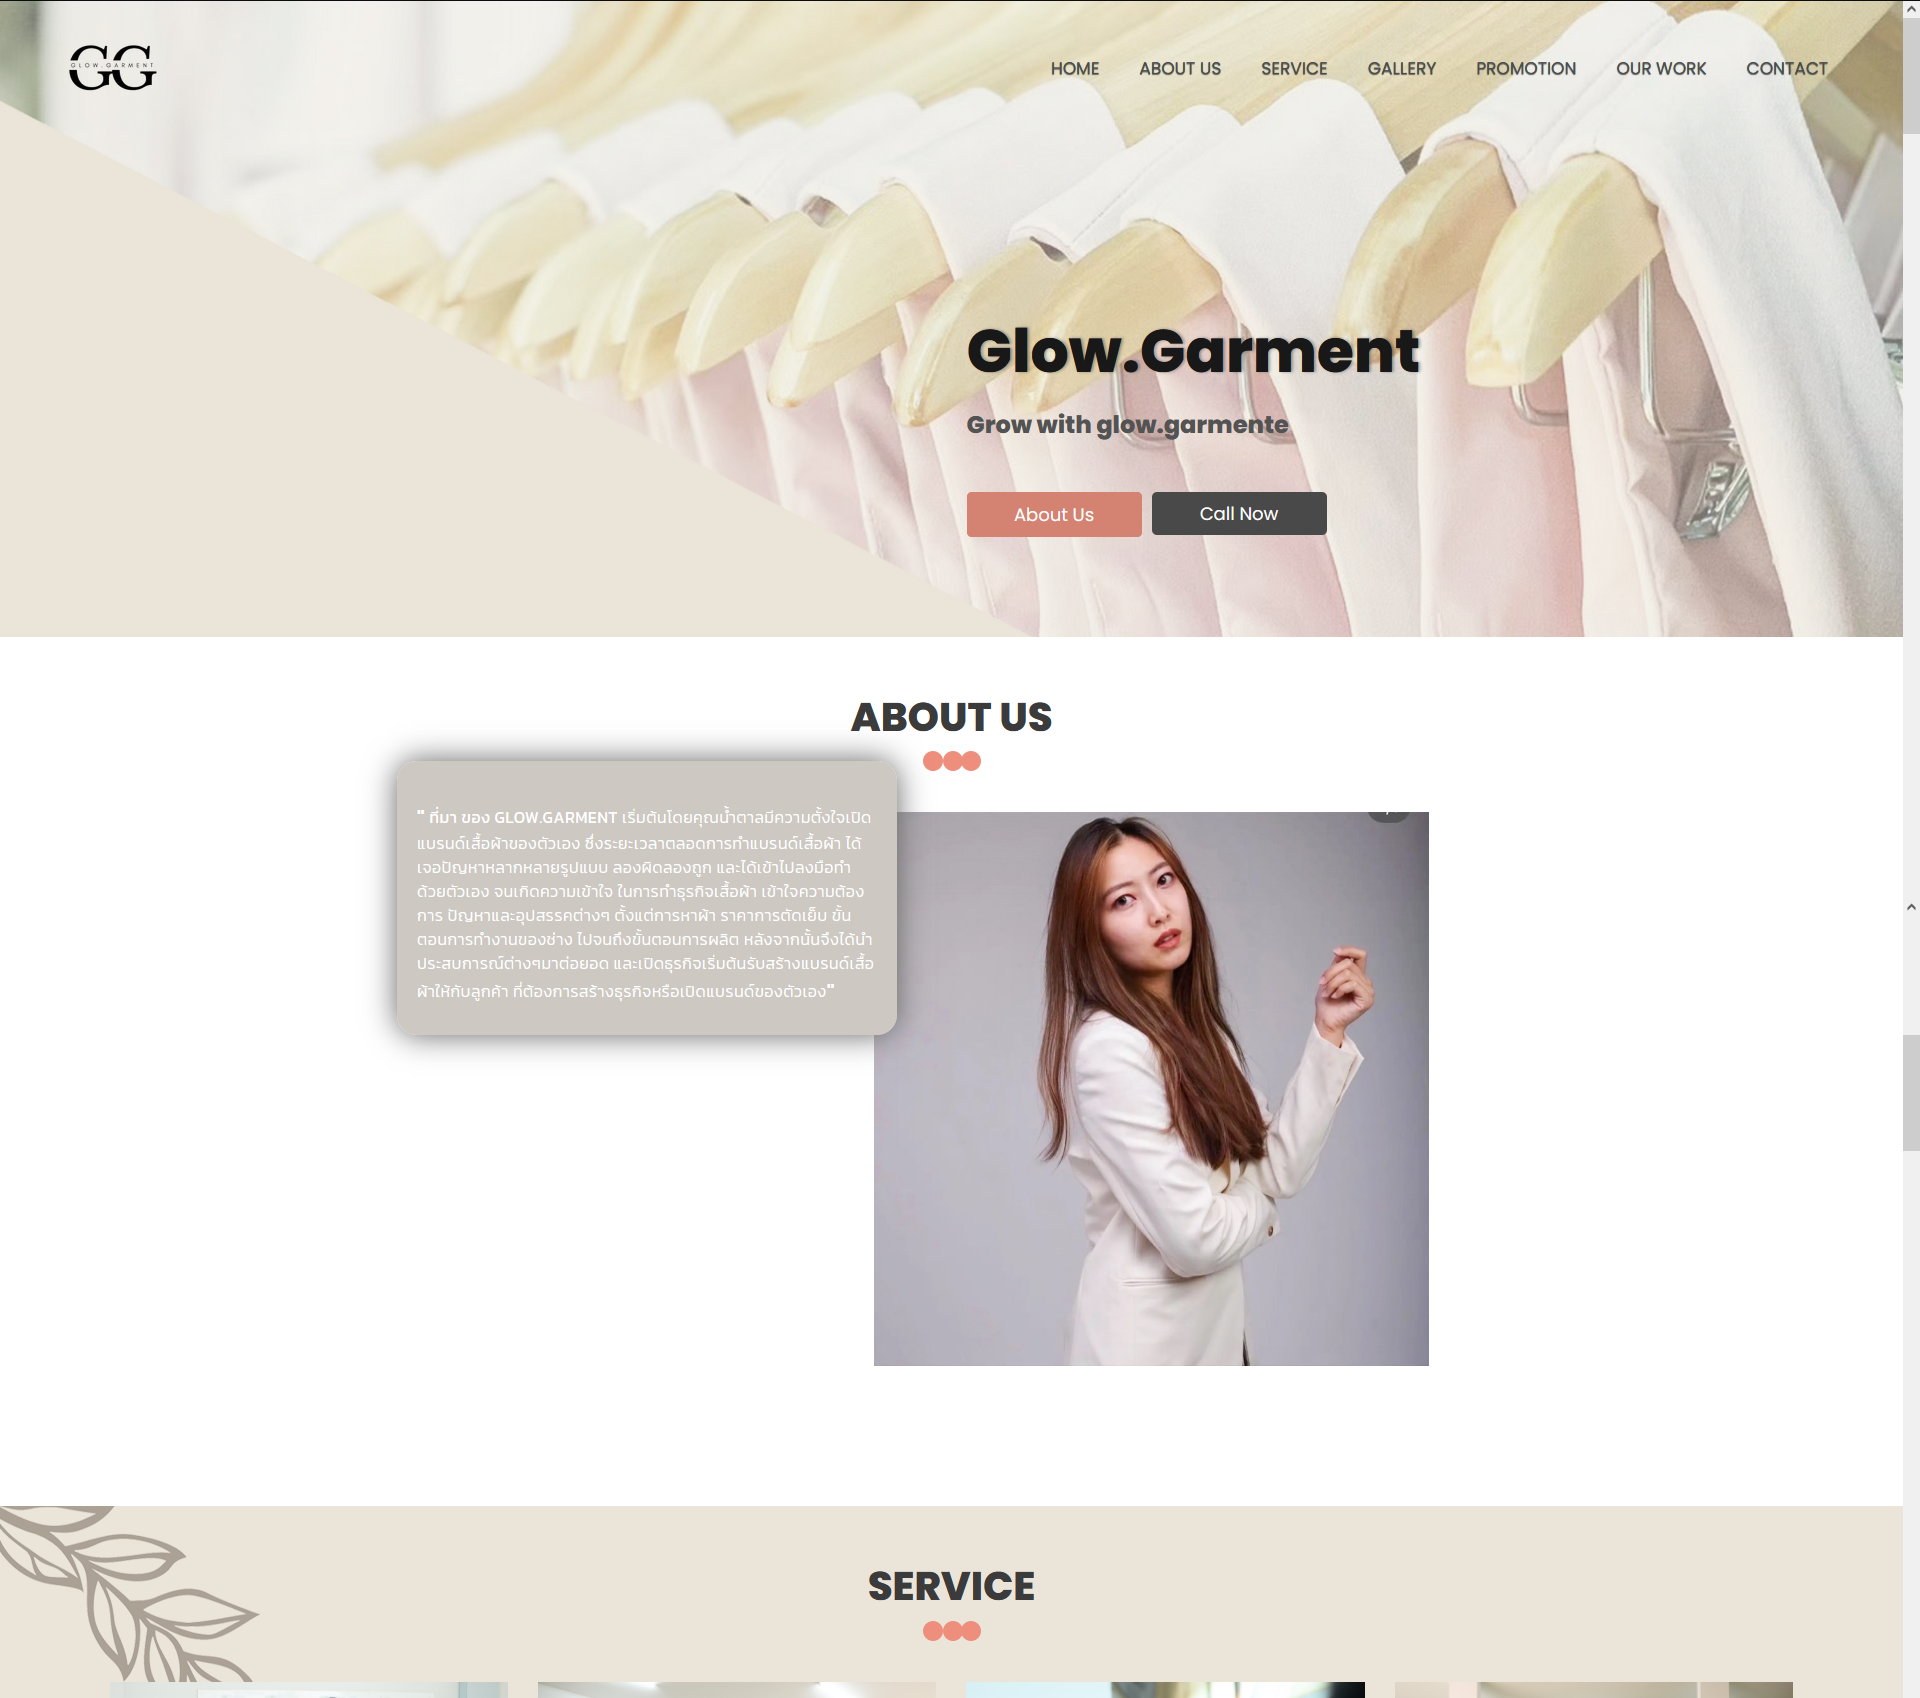 GG
GLOW.GARMENT
HOME
ABOUT US
SERVICE
GALLERY
PROMOTION
OUR WORK
CONTACT
Glow.Garment
Grow with glow.garmente
About Us
Call Now
ABOUT US
" ที่มา ของ GLOW.GARMENT เริ่มต้นโดยคุณน้ำตาลมีความตั้งใจเปิด
แบรนด์เสื้อผ้าของตัวเอง ซึ่งระยะเวลาตลอดการทำแบรนด์เสื้อผ้า ได้
เจอปัญหาหลากหลายรูปแบบ ลองผิดลองถูก และได้เข้าไปลงมือทำ
ด้วยตัวเอง จนเกิดความเข้าใจ ในการทำธุรกิจเสื้อผ้า เข้าใจความต้อง
การ ปัญหาและอุปสรรคต่างๆ ตั้งแต่การหาผ้า ราคาการตัดเย็บ ขั้น
ตอนการทำงานของช่าง ไปจนถึงขั้นตอนการผลิต หลังจากนั้นจึงได้นำ
ประสบการณ์ต่างๆมาต่อยอด และเปิดธุรกิจเริ่มต้นรับสร้างแบรนด์เสื้อ
ผ้าให้กับลูกค้า ที่ต้องการสร้างธุรกิจหรือเปิดแบรนด์ของตัวเอง"
SERVICE